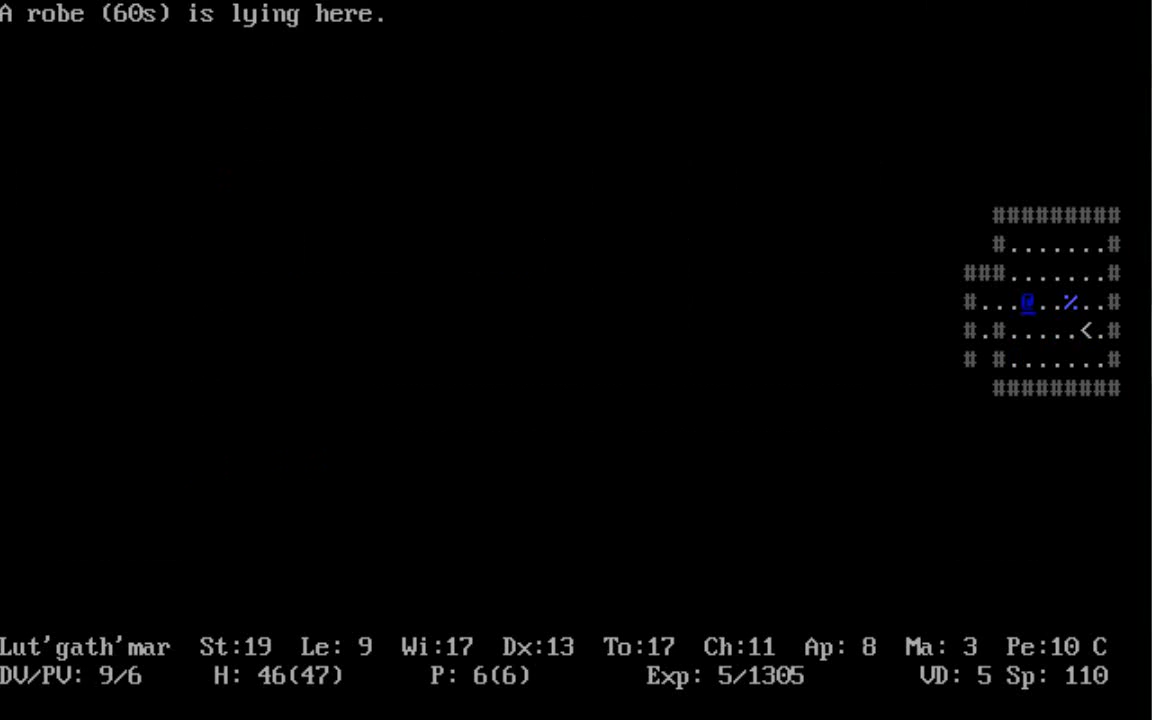 A robe (60s) is lying here.
#########
#.......#
###.......#
#...@..%..#
#.#.....<.#
# #.......#
#########
Lut'gath'mar St:19 Le: 9 Wi:17 Dx:13 To:17 Ch:11 Ap: 8 Ma: 3 Pe:10 C
DV/PV: 9/6 H: 46(47) P: 6(6) Exp: 5/1305 VD: 5 Sp: 110